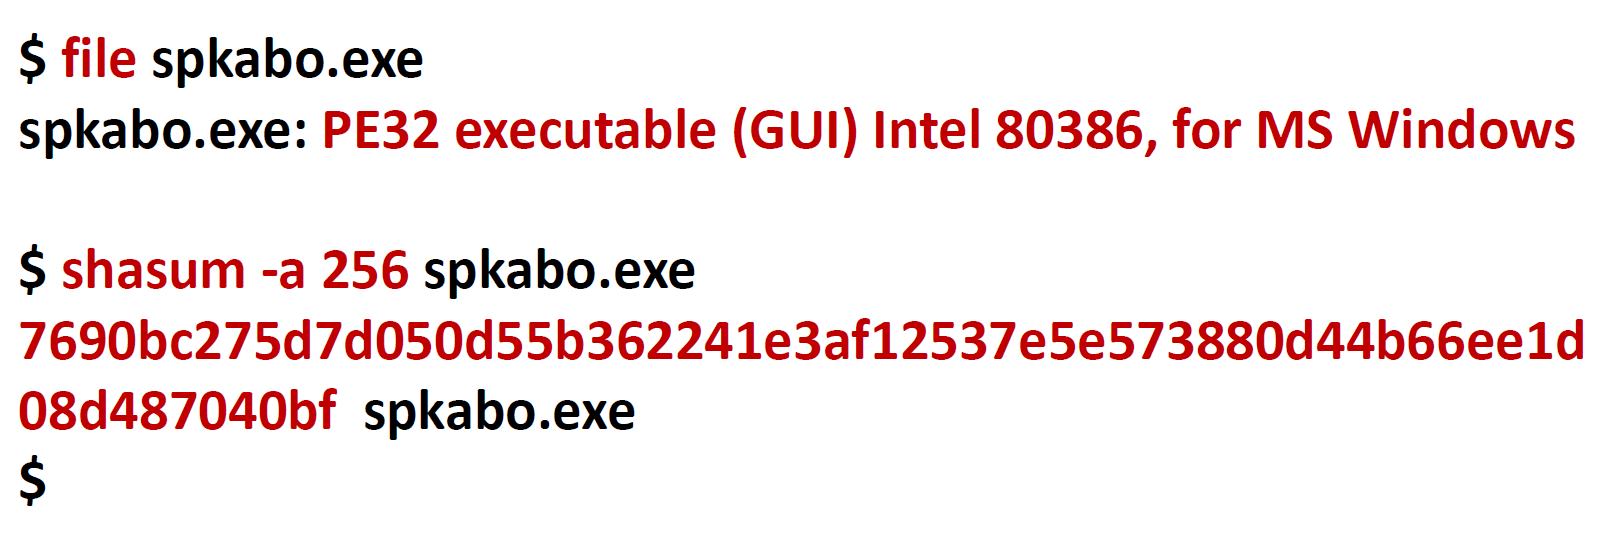 $ file spkabo.exe
spkabo.exe: PE32 executable (GUI) Intel 80386, for MS Windows
$ shasum -a 256 spkabo.exe
7690bc275d7d050d55b362241e3af12537e5e573880d44b66ee1d
08d487040bf  spkabo.exe
$